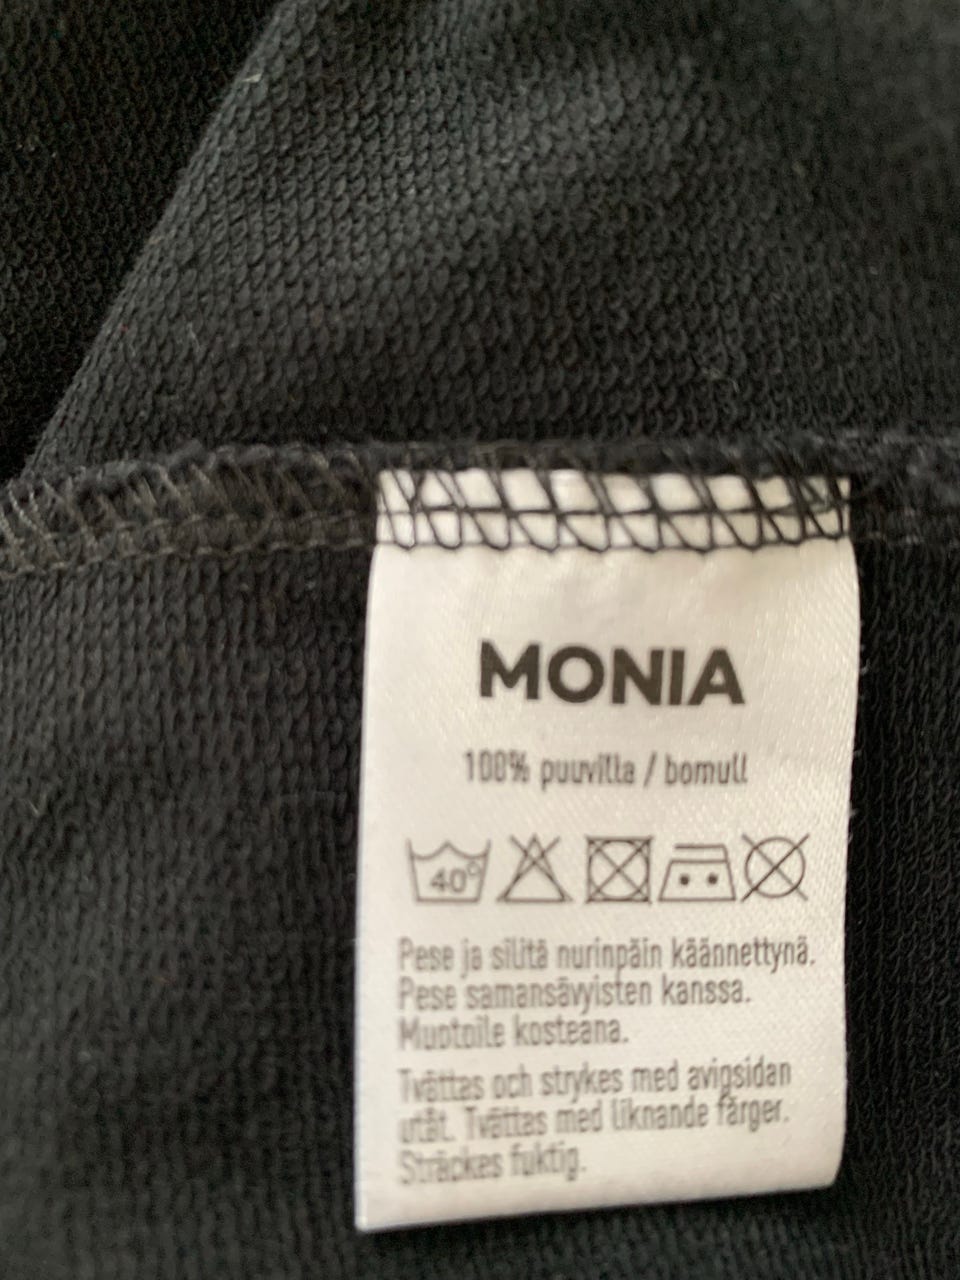 MONIA
100% puuvilla / bomull
40°
Pese ja silitä nurinpäin käännettynä.
Pese samansävyisten kanssa.
Muotoile kosteana.
Tvättas och strykes med avigsidan
utåt. Tvättas med liknande färger.
Sträckes fuktig.